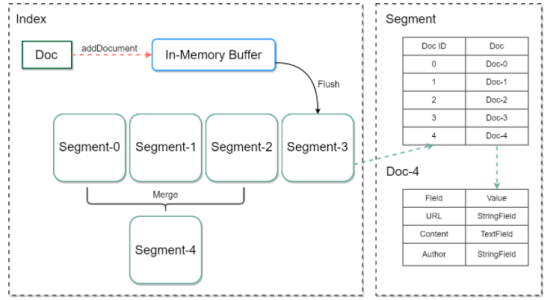 Index
Doc
addDocument
In-Memory Buffer
Flush
Segment-0
Segment-1
Segment-2
Segment-3
Merge
Segment-4
Segment
Doc ID Doc
0 Doc-0
1 Doc-1
2 Doc-2
3 Doc-3
4 Doc-4
Doc-4
Field Value
URL StringField
Content TextField
Author StringField